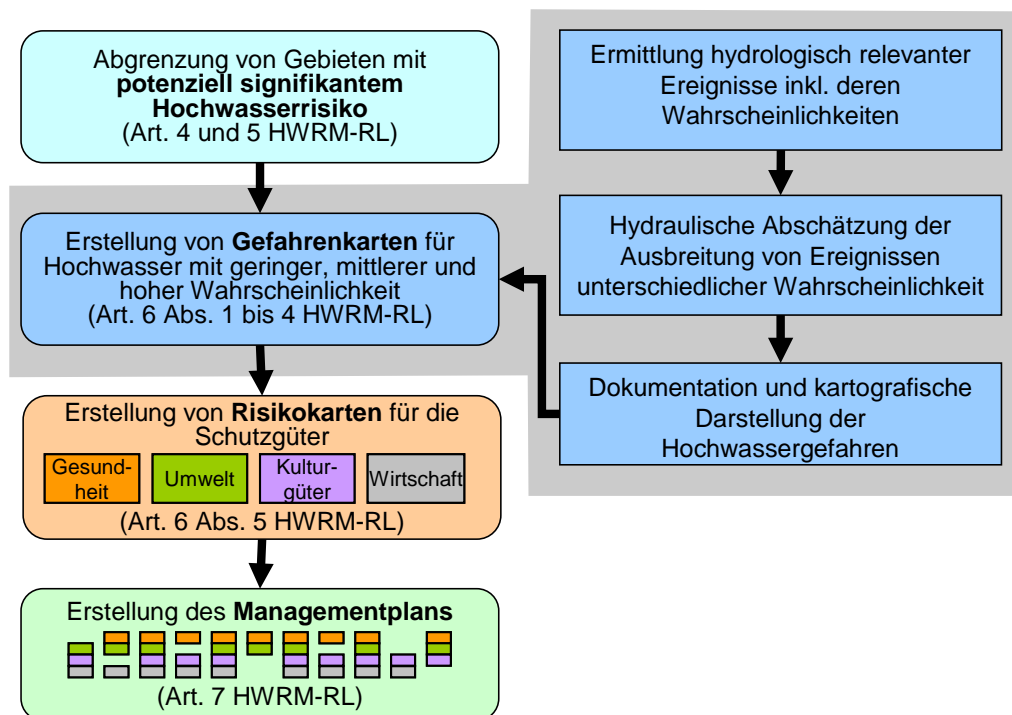 Abgrenzung von Gebieten mit
potenziell signifikantem
Hochwasserrisiko
(Art. 4 und 5 HWRM-RL)
Erstellung von Gefahrenkarten für
Hochwasser mit geringer, mittlerer und
hoher Wahrscheinlichkeit
(Art. 6 Abs. 1 bis 4 HWRM-RL)
Erstellung von Risikokarten für die
Schutzgüter
Gesund-
heit
Umwelt
Kultur-
güter
Wirtschaft
(Art. 6 Abs. 5 HWRM-RL)
Erstellung des Managementplans
(Art. 7 HWRM-RL)
Ermittlung hydrologisch relevanter
Ereignisse inkl. deren
Wahrscheinlichkeiten
Hydraulische Abschätzung der
Ausbreitung von Ereignissen
unterschiedlicher Wahrscheinlichkeit
Dokumentation und kartografische
Darstellung der
Hochwassergefahren